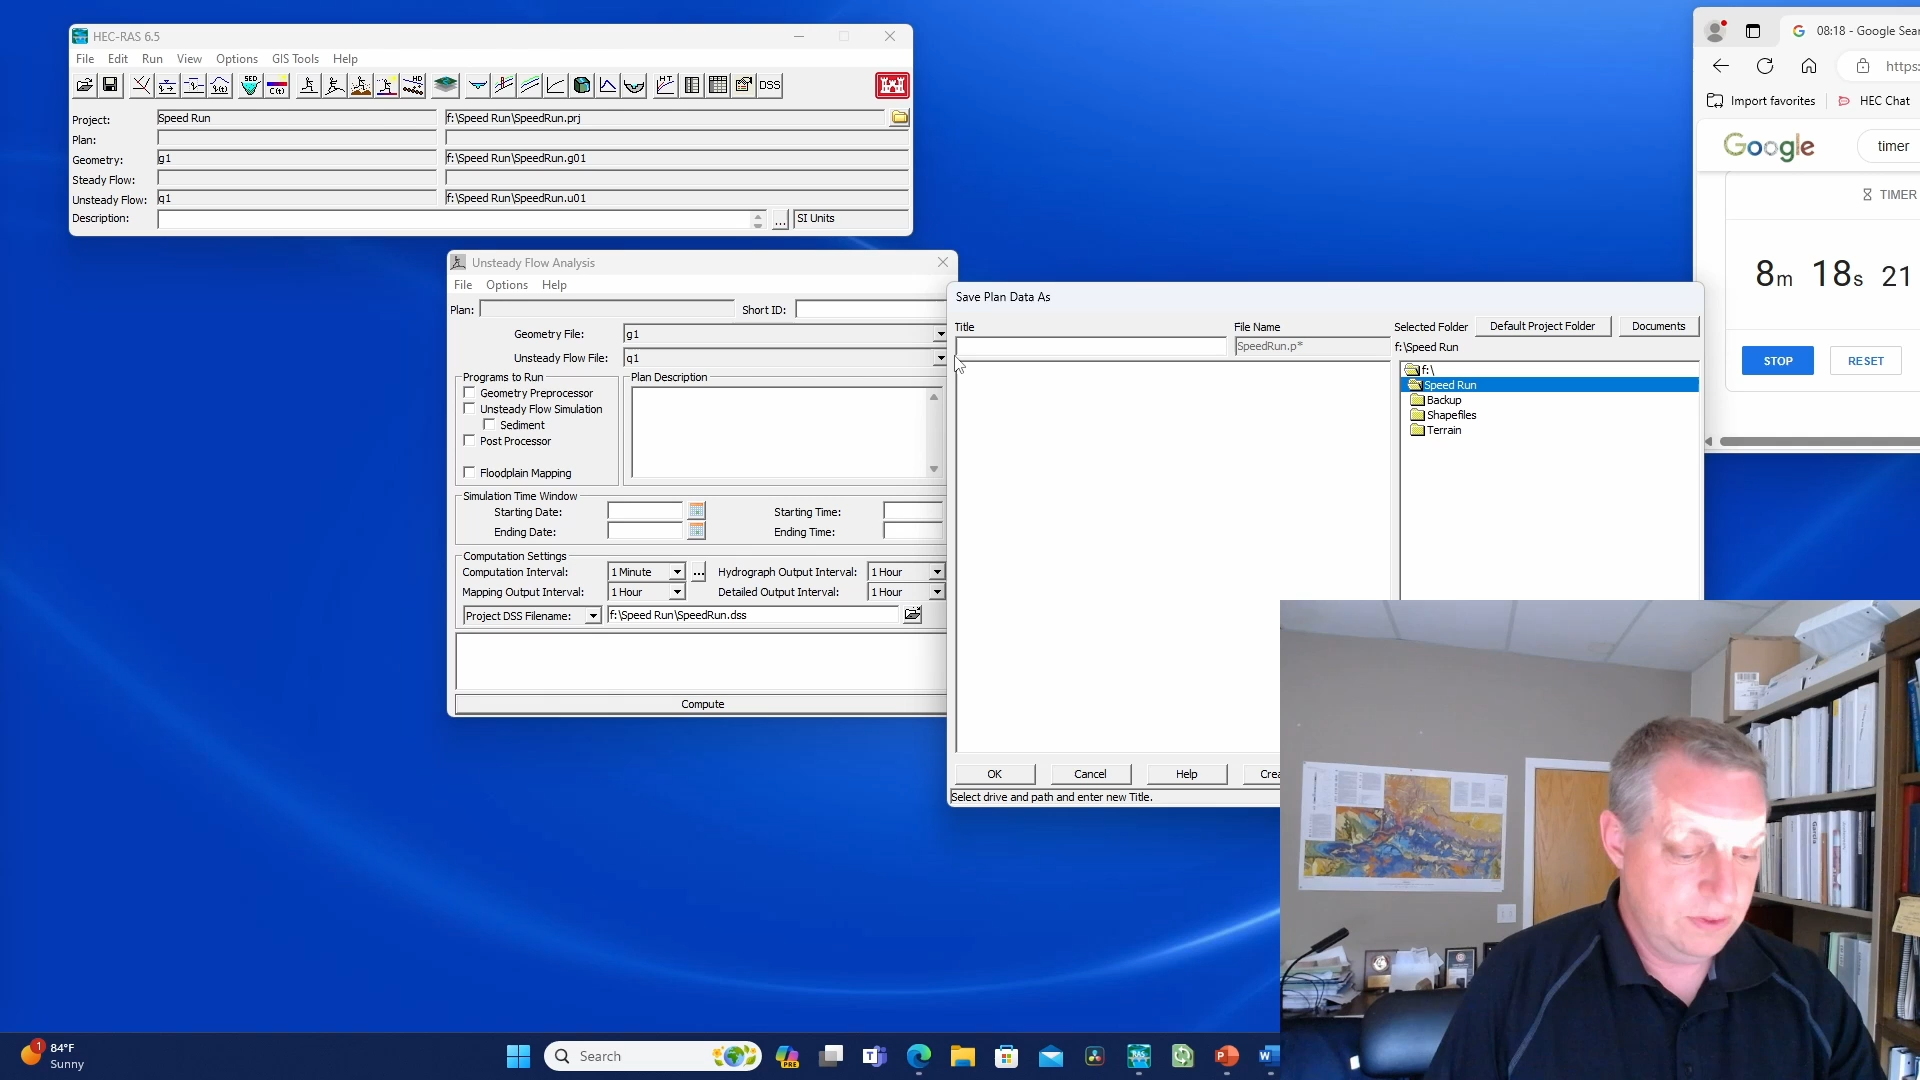 HEC-RAS 6.5
File Edit Run View Options GIS Tools Help
SED C(t) HD HT DSS
Project: Speed Run f:\Speed Run\SpeedRun.prj
Plan:
Geometry: g1 f:\Speed Run\SpeedRun.g01
Steady Flow:
Unsteady Flow: q1 f:\Speed Run\SpeedRun.u01
Description: ... SI Units
08:18 - Google Sear
https:
Import favorites HEC Chat
Google timer
TIMER
8m 18s 21
STOP RESET
Unsteady Flow Analysis
File Options Help
Plan: Short ID:
Geometry File: g1
Unsteady Flow File: q1
Programs to Run Plan Description
Geometry Preprocessor
Unsteady Flow Simulation
Sediment
Post Processor
Floodplain Mapping
Simulation Time Window
Starting Date: Starting Time:
Ending Date: Ending Time:
Computation Settings
Computation Interval: 1 Minute ... Hydrograph Output Interval: 1 Hour
Mapping Output Interval: 1 Hour Detailed Output Interval: 1 Hour
Project DSS Filename: f:\Speed Run\SpeedRun.dss
Compute
Save Plan Data As
Title File Name Selected Folder Default Project Folder Documents
SpeedRun.p* f:\Speed Run
f:\
Speed Run
Backup
Shapefiles
Terrain
OK Cancel Help Crea
Select drive and path and enter new Title.
Garcia
1 84°F
Sunny
Search
PRE
RAS